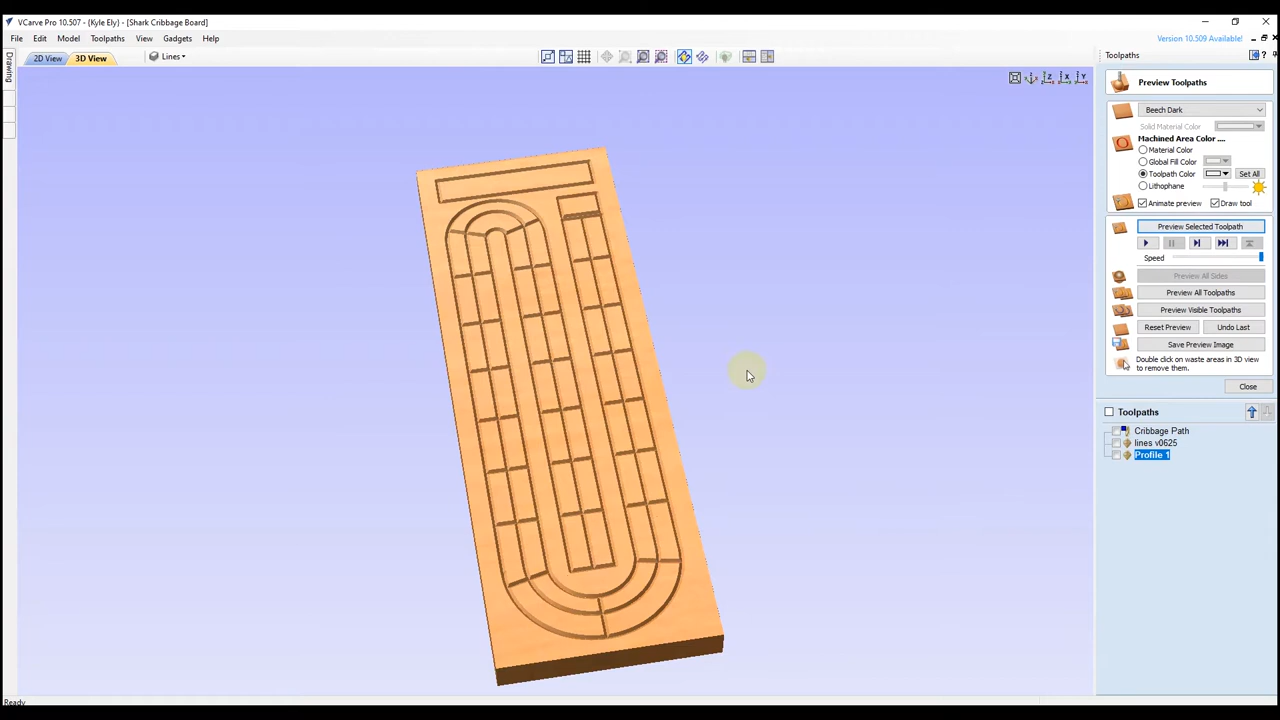 VCarve Pro 10.507 - {Kyle Ely} - [Shark Cribbage Board]
File Edit Model Toolpaths View Gadgets Help
Version 10.509 Available!
Drawing
2D View 3D View Lines
Toolpaths ?
Preview Toolpaths
Beech Dark
Solid Material Color
Machined Area Color ....
Material Color
Global Fill Color
Toolpath Color Set All
Lithophane
Animate preview Draw tool
Preview Selected Toolpath
Speed
Preview All Sides
Preview All Toolpaths
Preview Visible Toolpaths
Reset Preview Undo Last
Save Preview Image
Double click on waste areas in 3D view
to remove them.
Close
Toolpaths
Cribbage Path
lines v0625
Profile 1
Ready